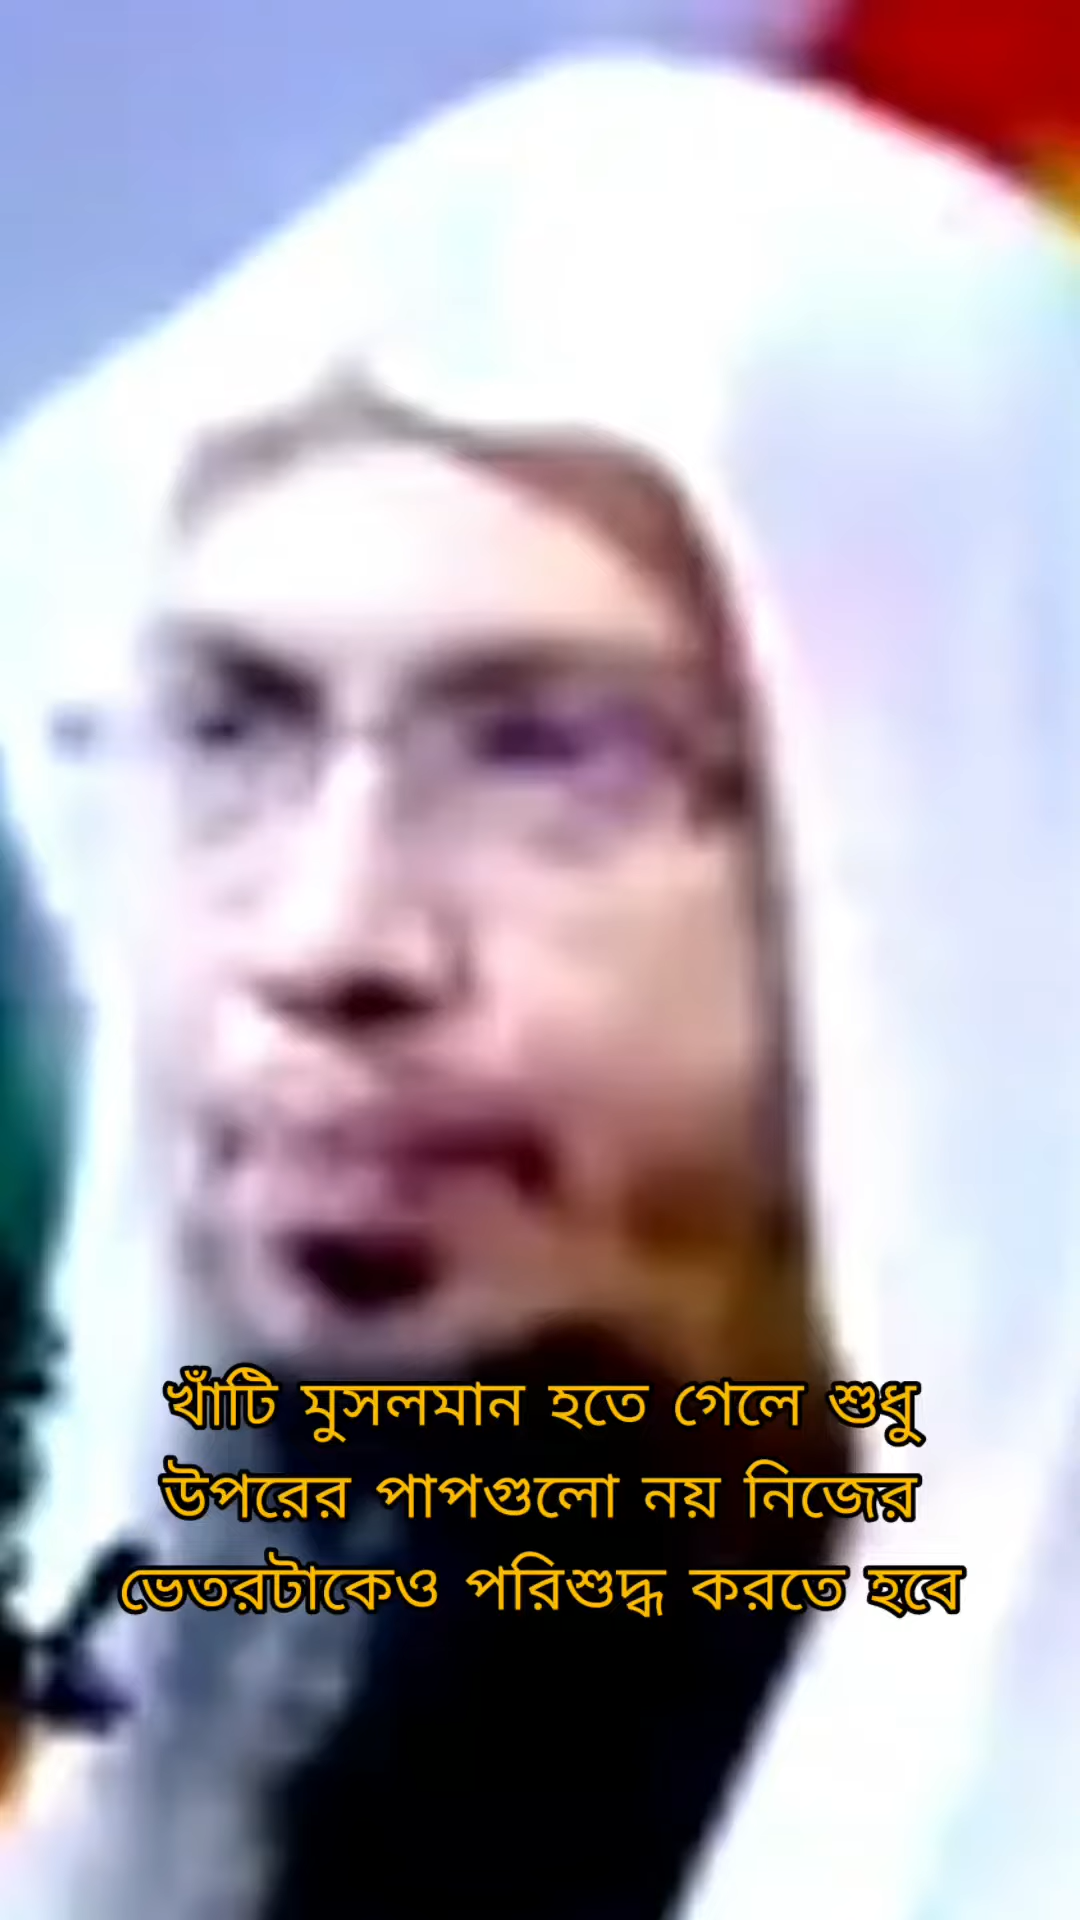 খাঁটি মুসলমান হতে গেলে শুধু
উপরের পাপগুলো নয় নিজের
ভেতরটাকেও পরিশুদ্ধ করতে হবে